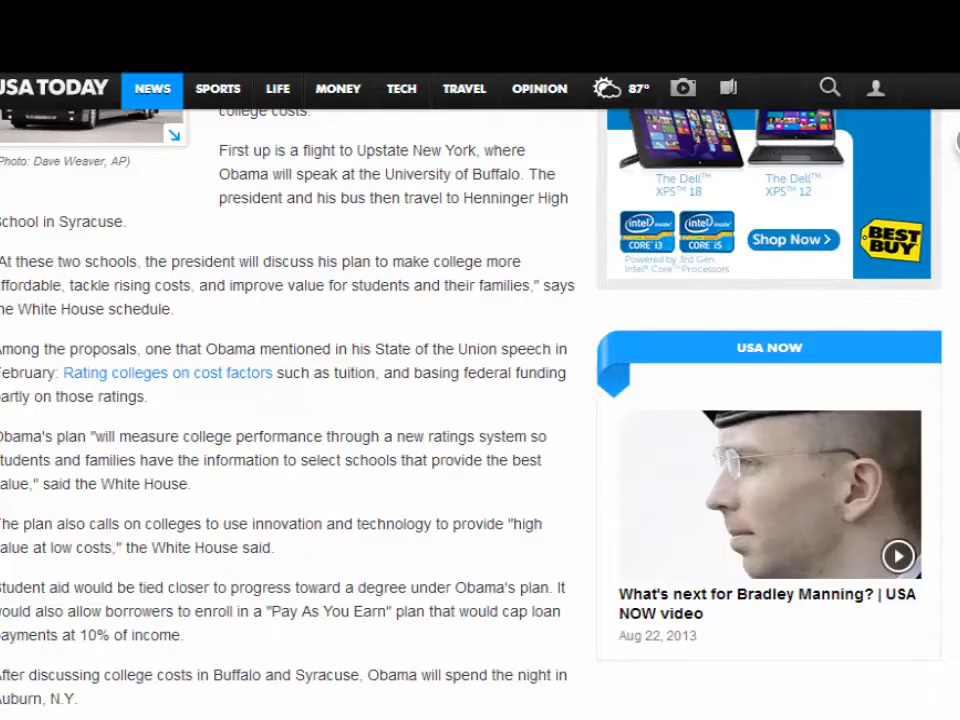 USA TODAY NEWS SPORTS LIFE MONEY TECH TRAVEL OPINION 87°
college costs.
Photo: Dave Weaver, AP)
First up is a flight to Upstate New York, where
Obama will speak at the University of Buffalo. The
president and his bus then travel to Henninger High
School in Syracuse.
"At these two schools, the president will discuss his plan to make college more
affordable, tackle rising costs, and improve value for students and their families," says
the White House schedule.
Among the proposals, one that Obama mentioned in his State of the Union speech in
February: Rating colleges on cost factors such as tuition, and basing federal funding
partly on those ratings.
Obama's plan "will measure college performance through a new ratings system so
students and families have the information to select schools that provide the best
value," said the White House.
The plan also calls on colleges to use innovation and technology to provide "high
value at low costs," the White House said.
Student aid would be tied closer to progress toward a degree under Obama's plan. It
would also allow borrowers to enroll in a "Pay As You Earn" plan that would cap loan
payments at 10% of income.
After discussing college costs in Buffalo and Syracuse, Obama will spend the night in
Auburn, N.Y.
The Dell™
XPS™ 18
The Dell™
XPS™ 12
intel inside™
CORE i3
intel inside™
CORE i5
Shop Now >
Powered by 3rd Gen
Intel® Core™ Processors
BEST
BUY
USA NOW
What's next for Bradley Manning? | USA
NOW video
Aug 22, 2013